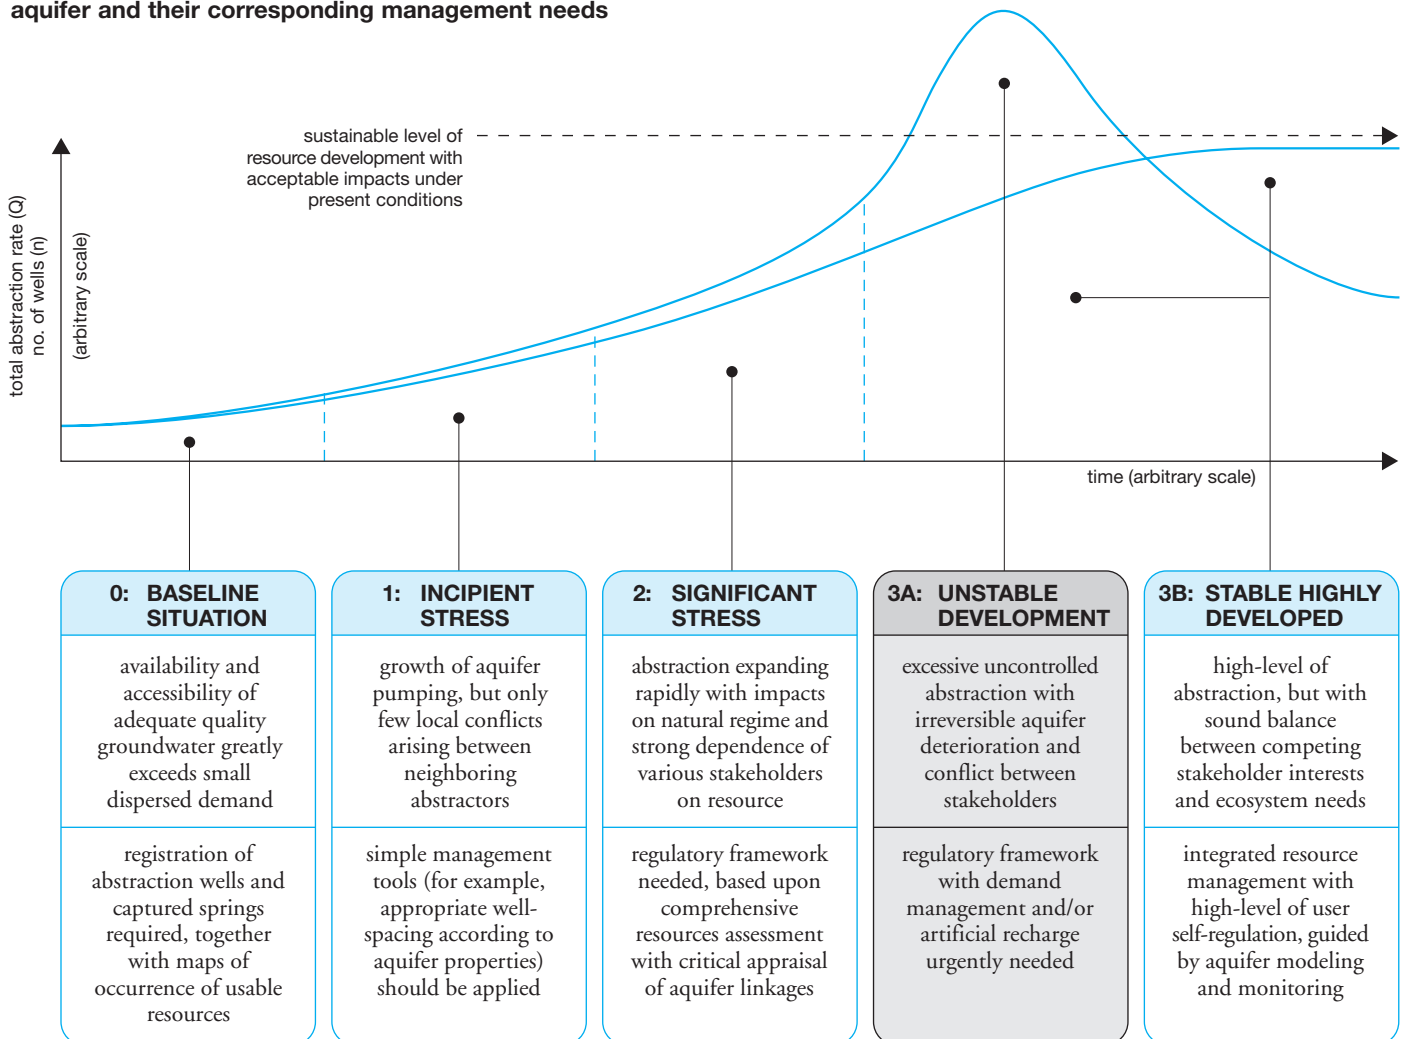 aquifer and their corresponding management needs
sustainable level of
resource development with
acceptable impacts under
present conditions
total abstraction rate (Q)
no. of wells (n)
(arbitrary scale)
time (arbitrary scale)
0: BASELINE
SITUATION
availability and
accessibility of
adequate quality
groundwater greatly
exceeds small
dispersed demand
registration of
abstraction wells and
captured springs
required, together
with maps of
occurrence of usable
resources
1: INCIPIENT
STRESS
growth of aquifer
pumping, but only
few local conflicts
arising between
neighboring
abstractors
simple management
tools (for example,
appropriate well-
spacing according to
aquifer properties)
should be applied
2: SIGNIFICANT
STRESS
abstraction expanding
rapidly with impacts
on natural regime and
strong dependence of
various stakeholders
on resource
regulatory framework
needed, based upon
comprehensive
resources assessment
with critical appraisal
of aquifer linkages
3A: UNSTABLE
DEVELOPMENT
excessive uncontrolled
abstraction with
irreversible aquifer
deterioration and
conflict between
stakeholders
regulatory framework
with demand
management and/or
artificial recharge
urgently needed
3B: STABLE HIGHLY
DEVELOPED
high-level of
abstraction, but with
sound balance
between competing
stakeholder interests
and ecosystem needs
integrated resource
management with
high-level of user
self-regulation, guided
by aquifer modeling
and monitoring